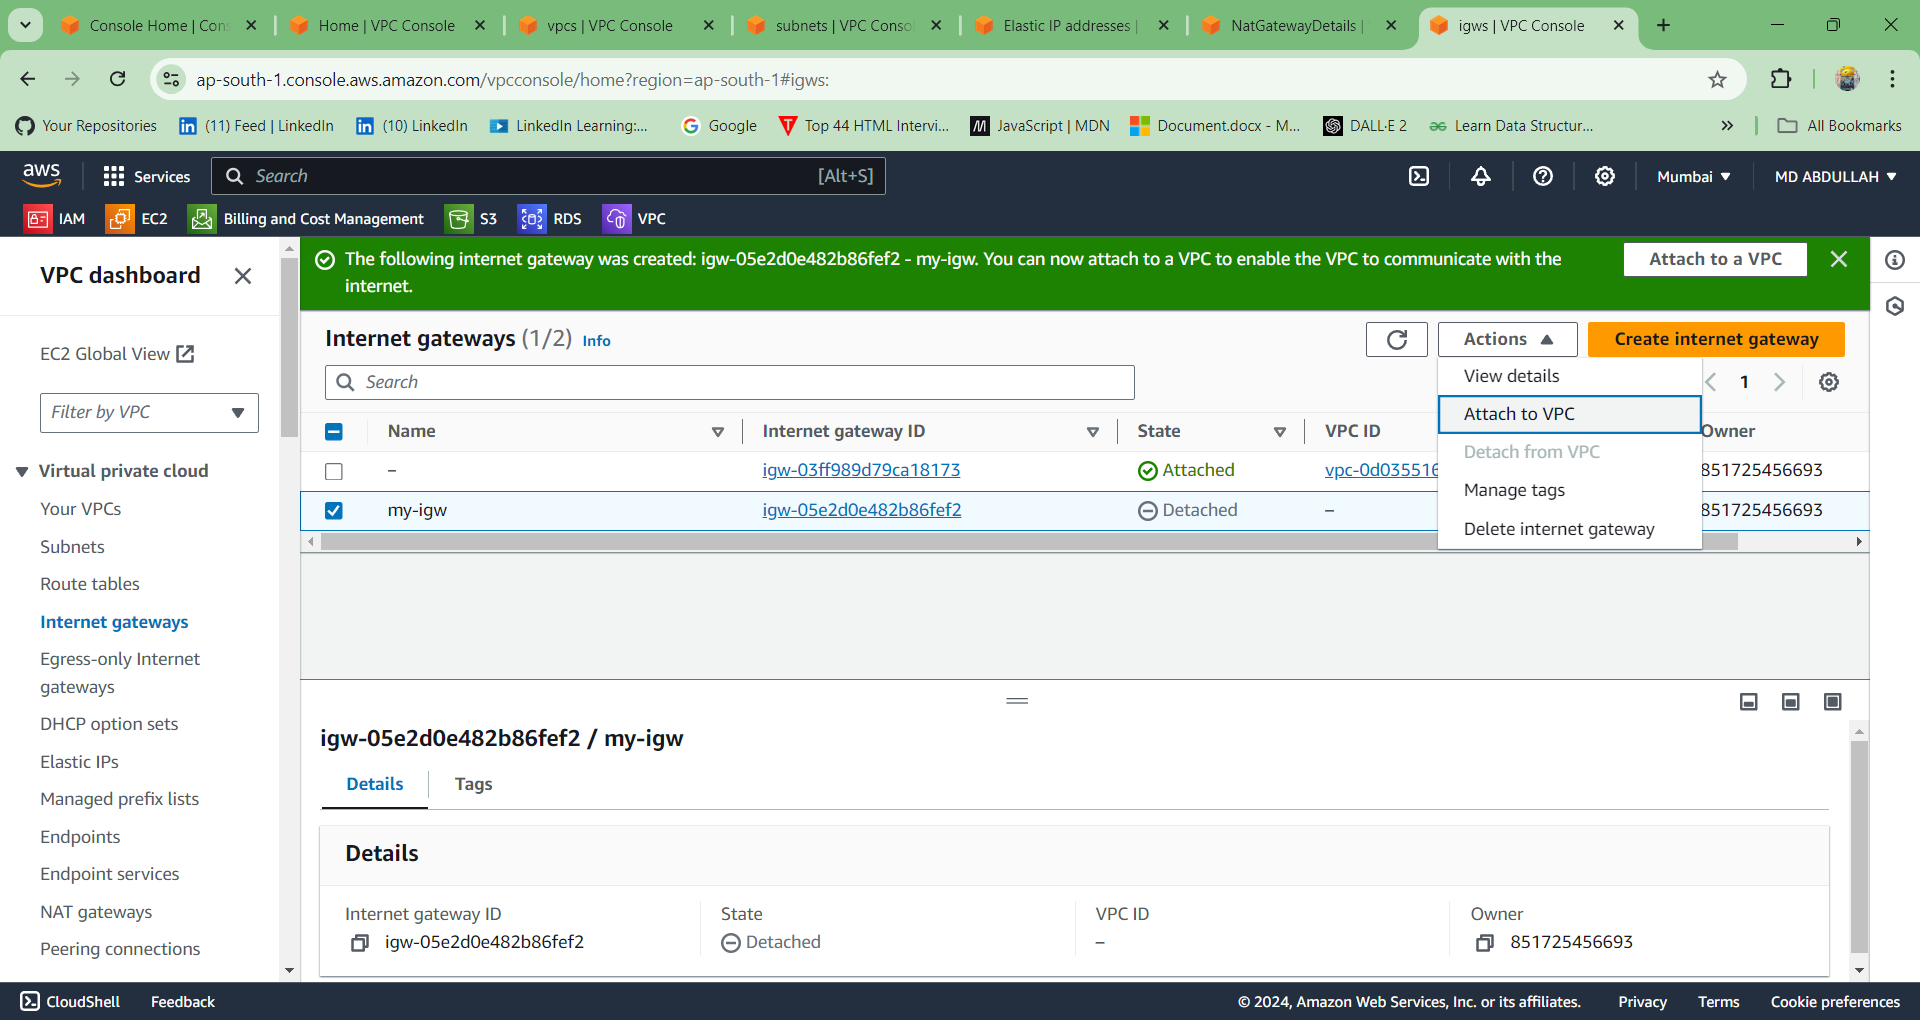 Console Home | Con
Home | VPC Console
vpcs | VPC Console
subnets | VPC Conso
Elastic IP addresses |
NatGatewayDetails |
igws | VPC Console
ap-south-1.console.aws.amazon.com/vpcconsole/home?region=ap-south-1#igws:
Your Repositories
(11) Feed | LinkedIn
(10) LinkedIn
LinkedIn Learning:...
Google
Top 44 HTML Intervi...
JavaScript | MDN
Document.docx - M...
DALL·E 2
Learn Data Structur...
All Bookmarks
aws
Services
Search
[Alt+S]
Mumbai
MD ABDULLAH
IAM
EC2
Billing and Cost Management
S3
RDS
VPC
VPC dashboard
EC2 Global View
Filter by VPC
Virtual private cloud
Your VPCs
Subnets
Route tables
Internet gateways
Egress-only Internet
gateways
DHCP option sets
Elastic IPs
Managed prefix lists
Endpoints
Endpoint services
NAT gateways
Peering connections
The following internet gateway was created: igw-05e2d0e482b86fef2 - my-igw. You can now attach to a VPC to enable the VPC to communicate with the
internet.
Attach to a VPC
Internet gateways (1/2) Info
Actions
Create internet gateway
Search
1
View details
Attach to VPC
Detach from VPC
Manage tags
Delete internet gateway
Name
Internet gateway ID
State
VPC ID
Owner
–
igw-03ff989d79ca18173
Attached
vpc-0d035516
851725456693
my-igw
igw-05e2d0e482b86fef2
Detached
–
851725456693
igw-05e2d0e482b86fef2 / my-igw
Details
Tags
Details
Internet gateway ID
igw-05e2d0e482b86fef2
State
Detached
VPC ID
–
Owner
851725456693
CloudShell
Feedback
© 2024, Amazon Web Services, Inc. or its affiliates.
Privacy
Terms
Cookie preferences